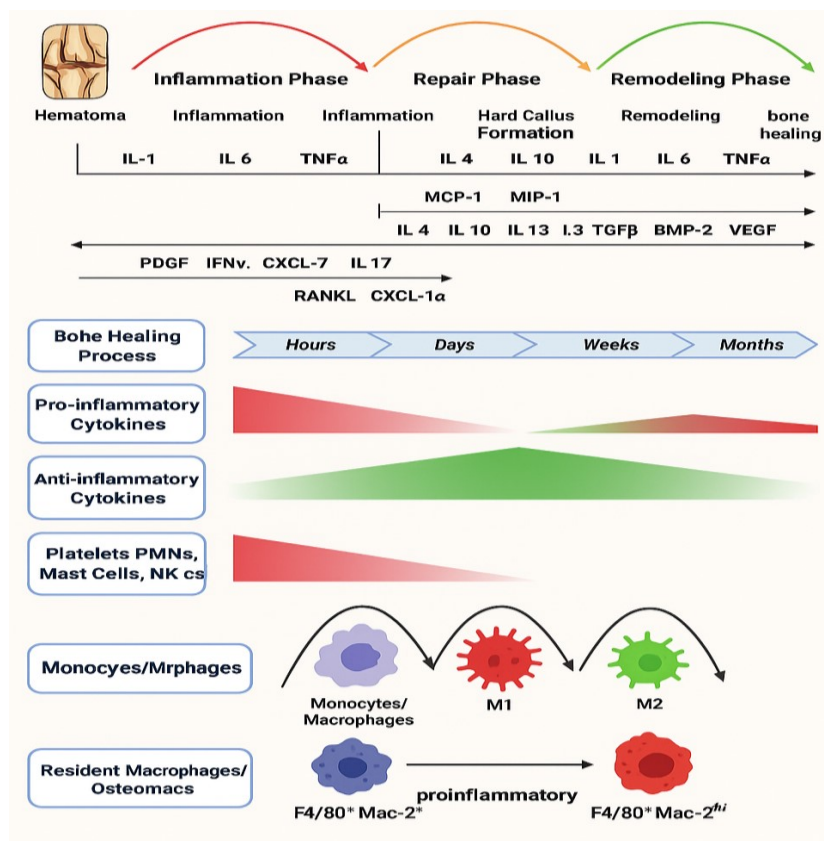 Inflammation Phase
Repair Phase
Remodeling Phase
Hematoma
Inflammation
Inflammation
Hard Callus
Formation
Remodeling
bone
healing
IL-1 IL 6 TNFα IL 4 IL 10 IL 1 IL 6 TNFα
MCP-1 MIP-1
IL 4 IL 10 IL 13 I.3 TGFβ BMP-2 VEGF
PDGF IFNv. CXCL-7 IL 17
RANKL CXCL-1α
Bohe Healing
Process
Hours Days Weeks Months
Pro-inflammatory
Cytokines
Anti-inflammatory
Cytokines
Platelets PMNs,
Mast Cells, NK cs
Monocyes/Mrphages
Monocytes/
Macrophages
M1
M2
Resident Macrophages/
Osteomacs
F4/80* Mac-2*
proinflammatory
F4/80* Mac-2hi